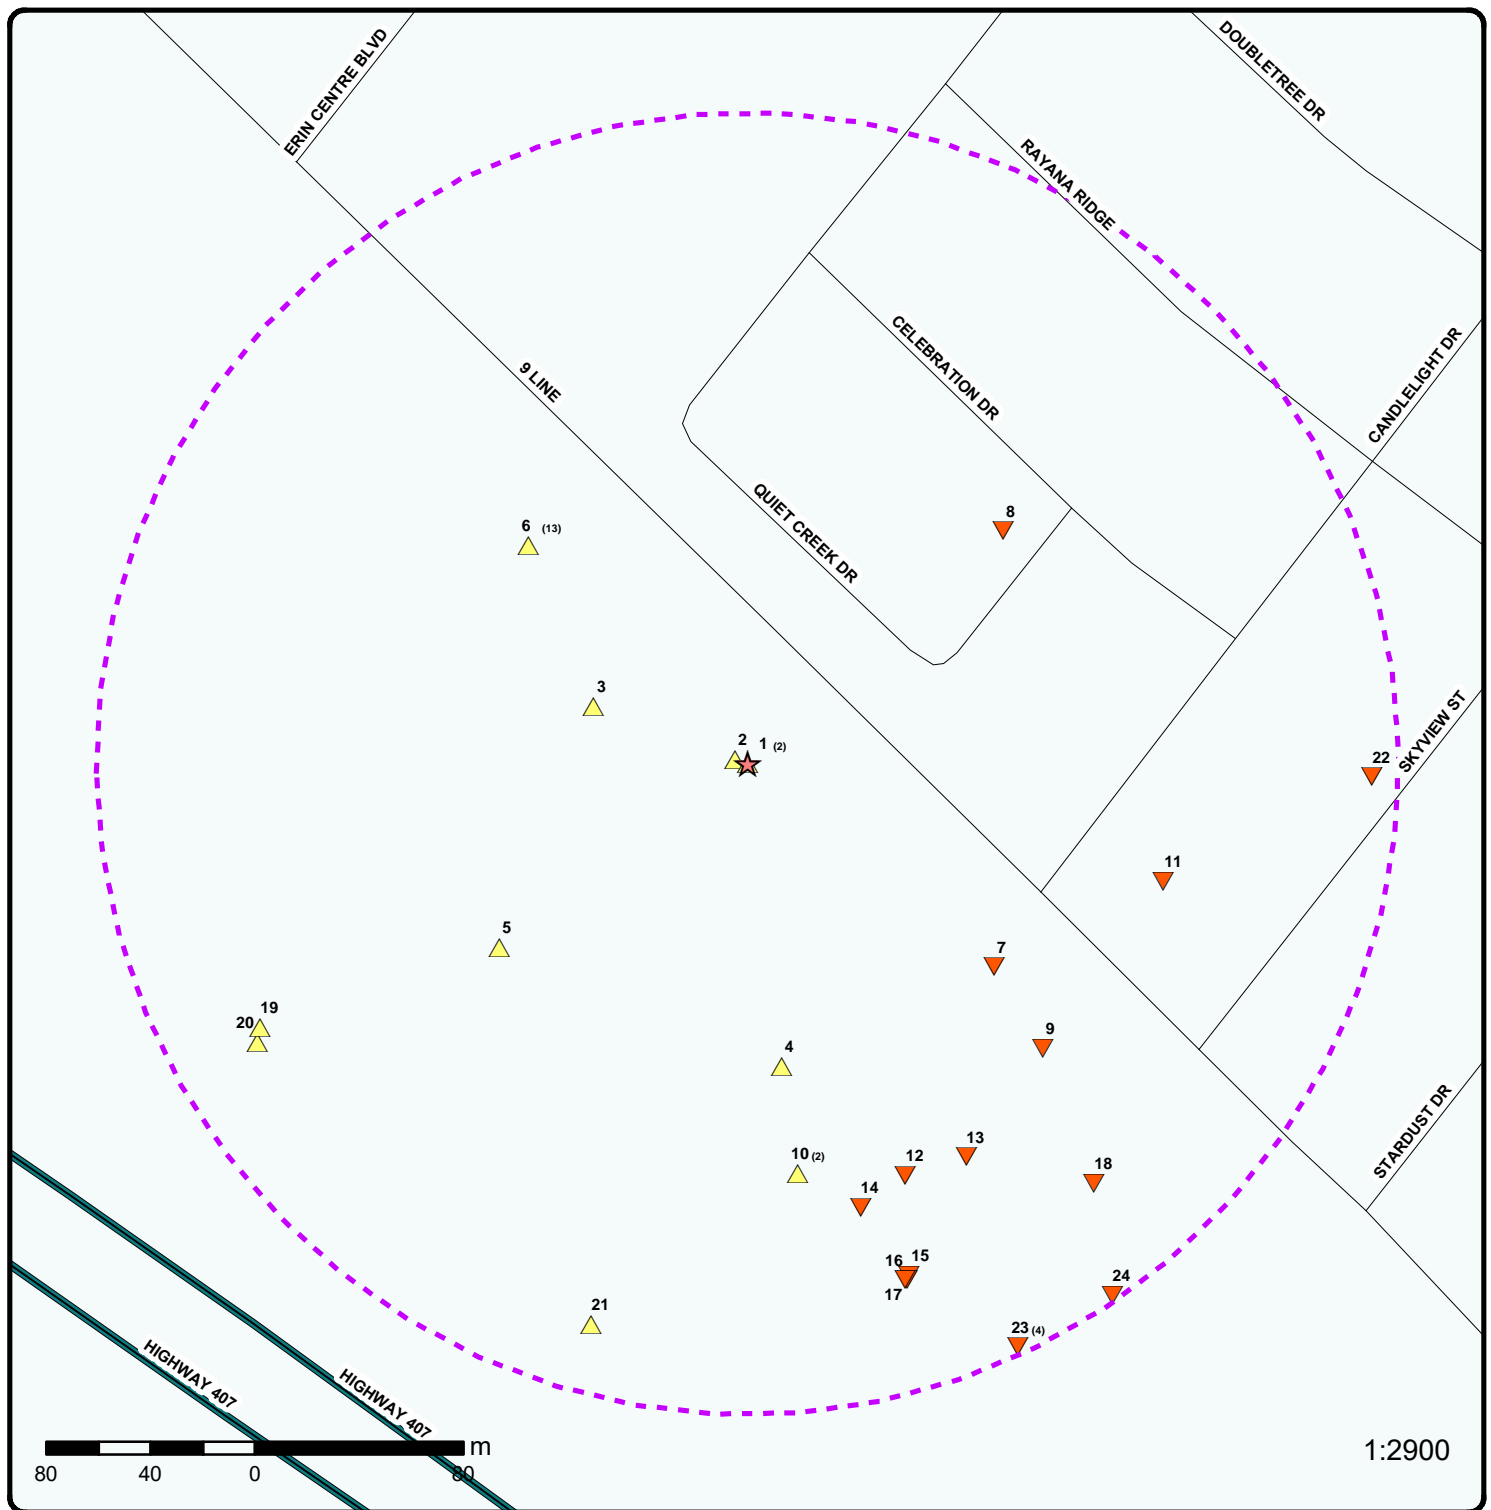 DOUBLETREE DR
ERIN CENTRE BLVD
RAYANA RIDGE
CELEBRATION DR
CANDLELIGHT DR
9 LINE
QUIET CREEK DR
8
6 (13)
3
SKYVIEW ST
2
1 (2)
22
11
5
7
19
20
9
4
STARDUST DR
13
10 (2)
12
18
14
16
15
17
24
21
23 (4)
HIGHWAY 407
HIGHWAY 407
m
1:2900
80 40 0 80